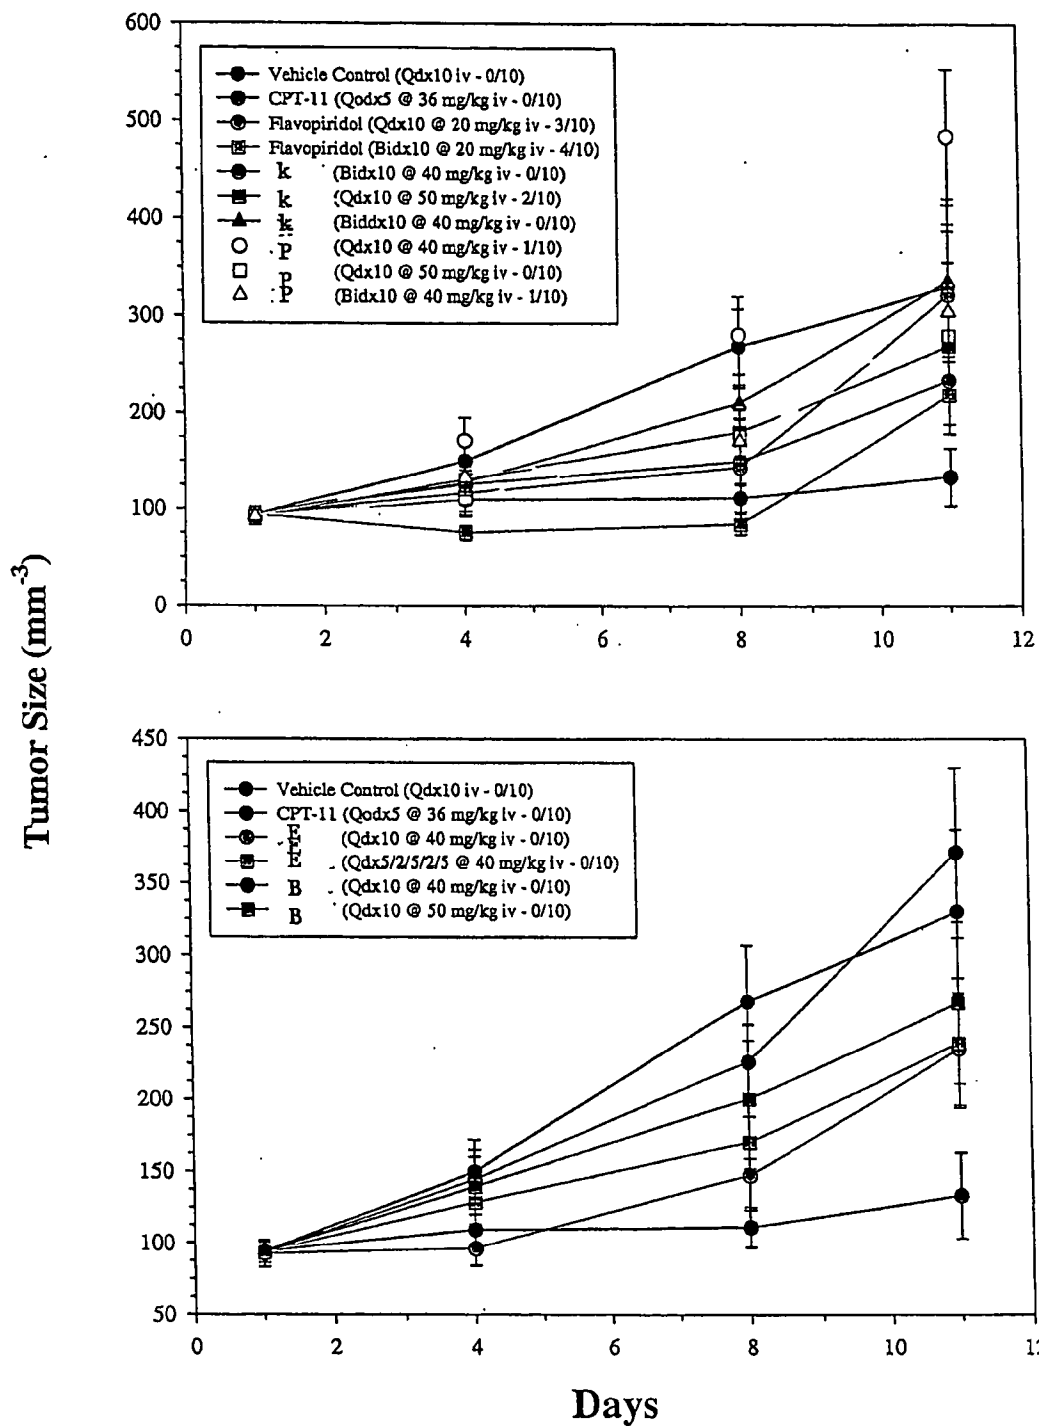 600
500
400
300
200
100
0
0 2 4 6 8 10 12
Vehicle Control (Qdx10 iv - 0/10)
CPT-11 (Qodx5 @ 36 mg/kg iv - 0/10)
Flavopiridol (Qdx10 @ 20 mg/kg iv - 3/10)
Flavopiridol (Bidx10 @ 20 mg/kg iv - 4/10)
k (Bidx10 @ 40 mg/kg iv - 0/10)
k (Qdx10 @ 50 mg/kg iv - 2/10)
k (Biddx10 @ 40 mg/kg iv - 0/10)
P (Qdx10 @ 40 mg/kg iv - 1/10)
P (Qdx10 @ 50 mg/kg iv - 0/10)
P (Bidx10 @ 40 mg/kg iv - 1/10)
Tumor Size (mm-3)
450
400
350
300
250
200
150
100
50
0 2 4 6 8 10
Vehicle Control (Qdx10 iv - 0/10)
CPT-11 (Qodx5 @ 36 mg/kg iv - 0/10)
E (Qdx10 @ 40 mg/kg iv - 0/10)
E (Qdx5/2/5/2/5 @ 40 mg/kg iv - 0/10)
B (Qdx10 @ 40 mg/kg iv - 0/10)
B (Qdx10 @ 50 mg/kg iv - 0/10)
Days